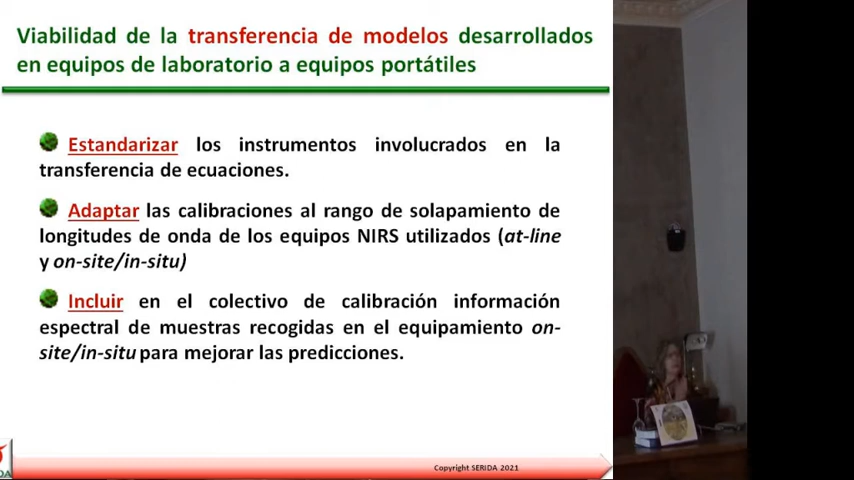 Viabilidad de la transferencia de modelos desarrollados
en equipos de laboratorio a equipos portátiles
Estandarizar los instrumentos involucrados en la
transferencia de ecuaciones.
Adaptar las calibraciones al rango de solapamiento de
longitudes de onda de los equipos NIRS utilizados (at-line
y on-site/in-situ)
Incluir en el colectivo de calibración información
espectral de muestras recogidas en el equipamiento on-
site/in-situ para mejorar las predicciones.
Copyright SERIDA 2021